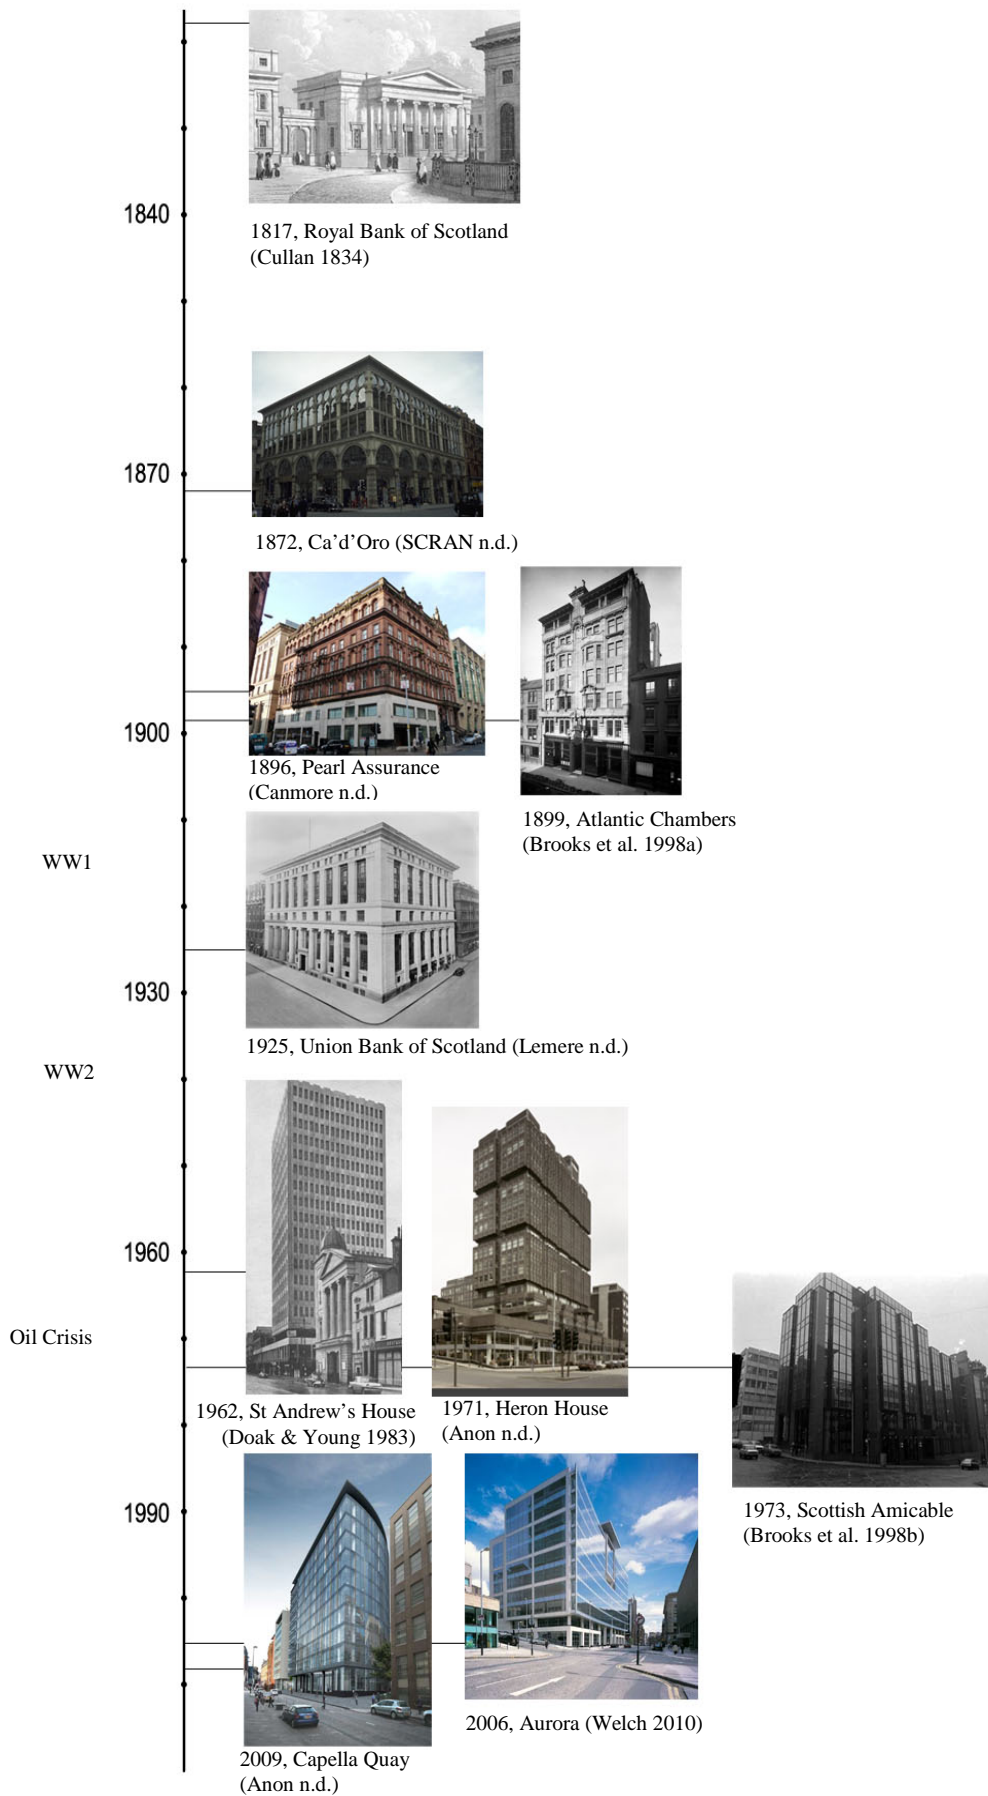 1840
1817, Royal Bank of Scotland
(Cullan 1834)
1870
1872, Ca’d’Oro (SCRAN n.d.)
1900
1896, Pearl Assurance
(Canmore n.d.)
1899, Atlantic Chambers
(Brooks et al. 1998a)
WW1
1930
1925, Union Bank of Scotland (Lemere n.d.)
WW2
1960
Oil Crisis
1962, St Andrew’s House
(Doak & Young 1983)
1971, Heron House
(Anon n.d.)
1973, Scottish Amicable
(Brooks et al. 1998b)
1990
2006, Aurora (Welch 2010)
2009, Capella Quay
(Anon n.d.)